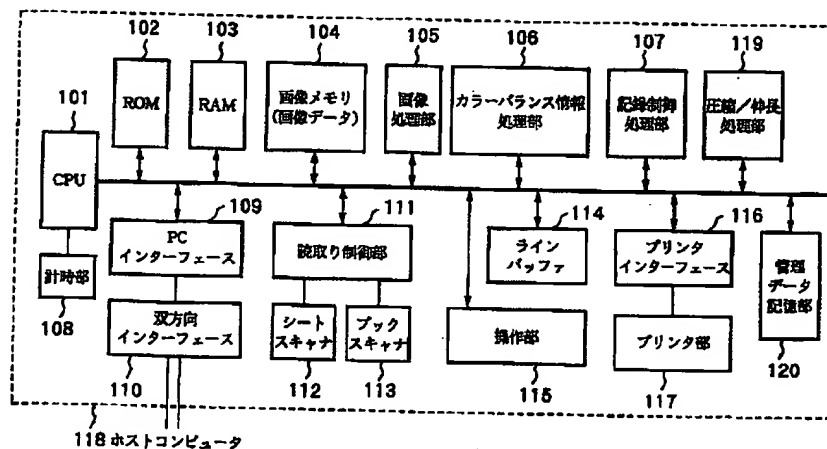 102
103
104
105
106
107
119
101
ROM
RAM
画像メモリ
(画像データ)
画像
処理部
カラーバランス情報
処理部
記録制御
処理部
圧縮/伸長
処理部
CPU
109
111
114
116
PC
インターフェース
読取り制御部
ライン
バッファ
プリンタ
インターフェース
管理
データ
記憶部
計時部
108
双方向
インターフェース
シート
スキャナ
ブック
スキャナ
操作部
プリンタ部
110
112
113
115
117
120
118 ホストコンピュータ